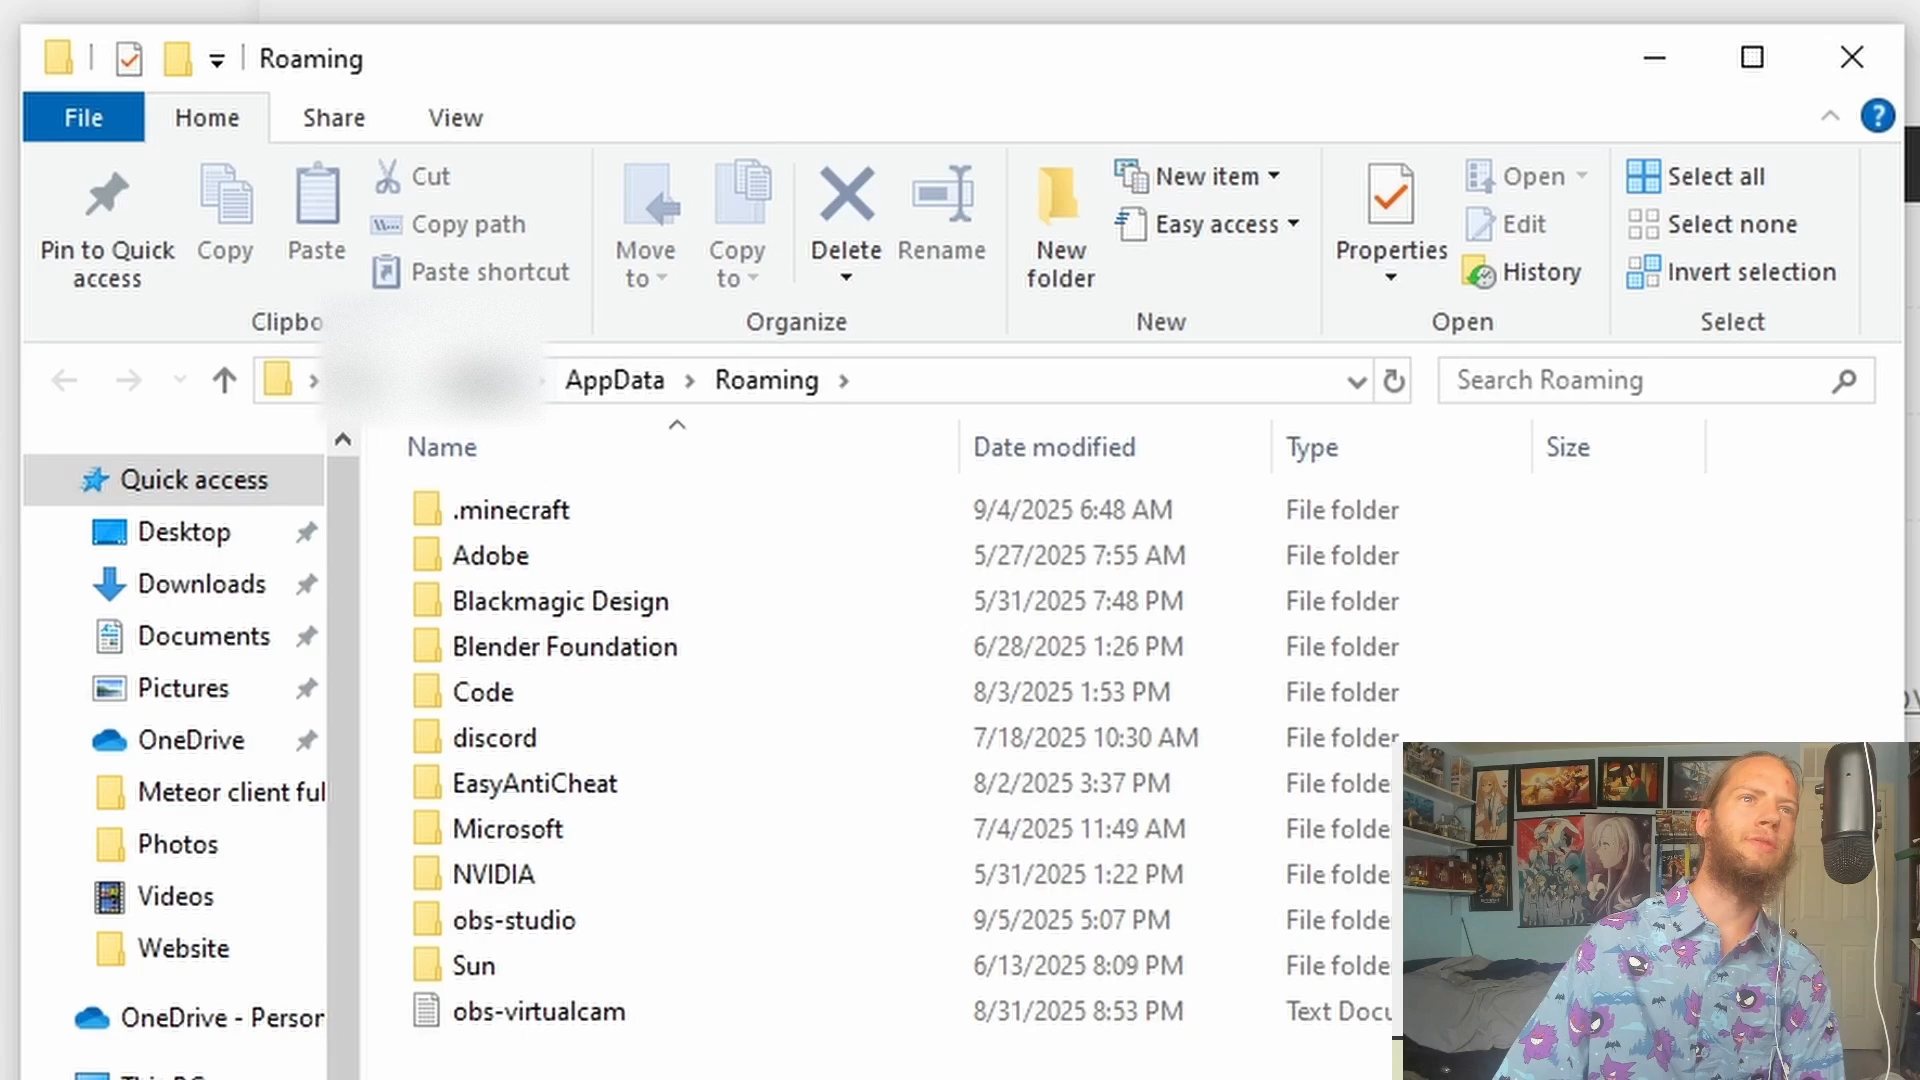 Roaming
File Home Share View
Pin to Quick access
Copy
Paste
Cut
Copy path
Paste shortcut
Move to
Copy to
Delete
Rename
New folder
New item
Easy access
Properties
Open
Edit
History
Select all
Select none
Invert selection
Organize New Open Select
AppData Roaming
Search Roaming
Name Date modified Type Size
Quick access
Desktop
Downloads
Documents
Pictures
OneDrive
Meteor client ful
Photos
Videos
Website
OneDrive - Person
.minecraft 9/4/2025 6:48 AM File folder
Adobe 5/27/2025 7:55 AM File folder
Blackmagic Design 5/31/2025 7:48 PM File folder
Blender Foundation 6/28/2025 1:26 PM File folder
Code 8/3/2025 1:53 PM File folder
discord 7/18/2025 10:30 AM File folder
EasyAntiCheat 8/2/2025 3:37 PM File folde
Microsoft 7/4/2025 11:49 AM File folde
NVIDIA 5/31/2025 1:22 PM File folde
obs-studio 9/5/2025 5:07 PM File folde
Sun 6/13/2025 8:09 PM File folde
obs-virtualcam 8/31/2025 8:53 PM Text Docu